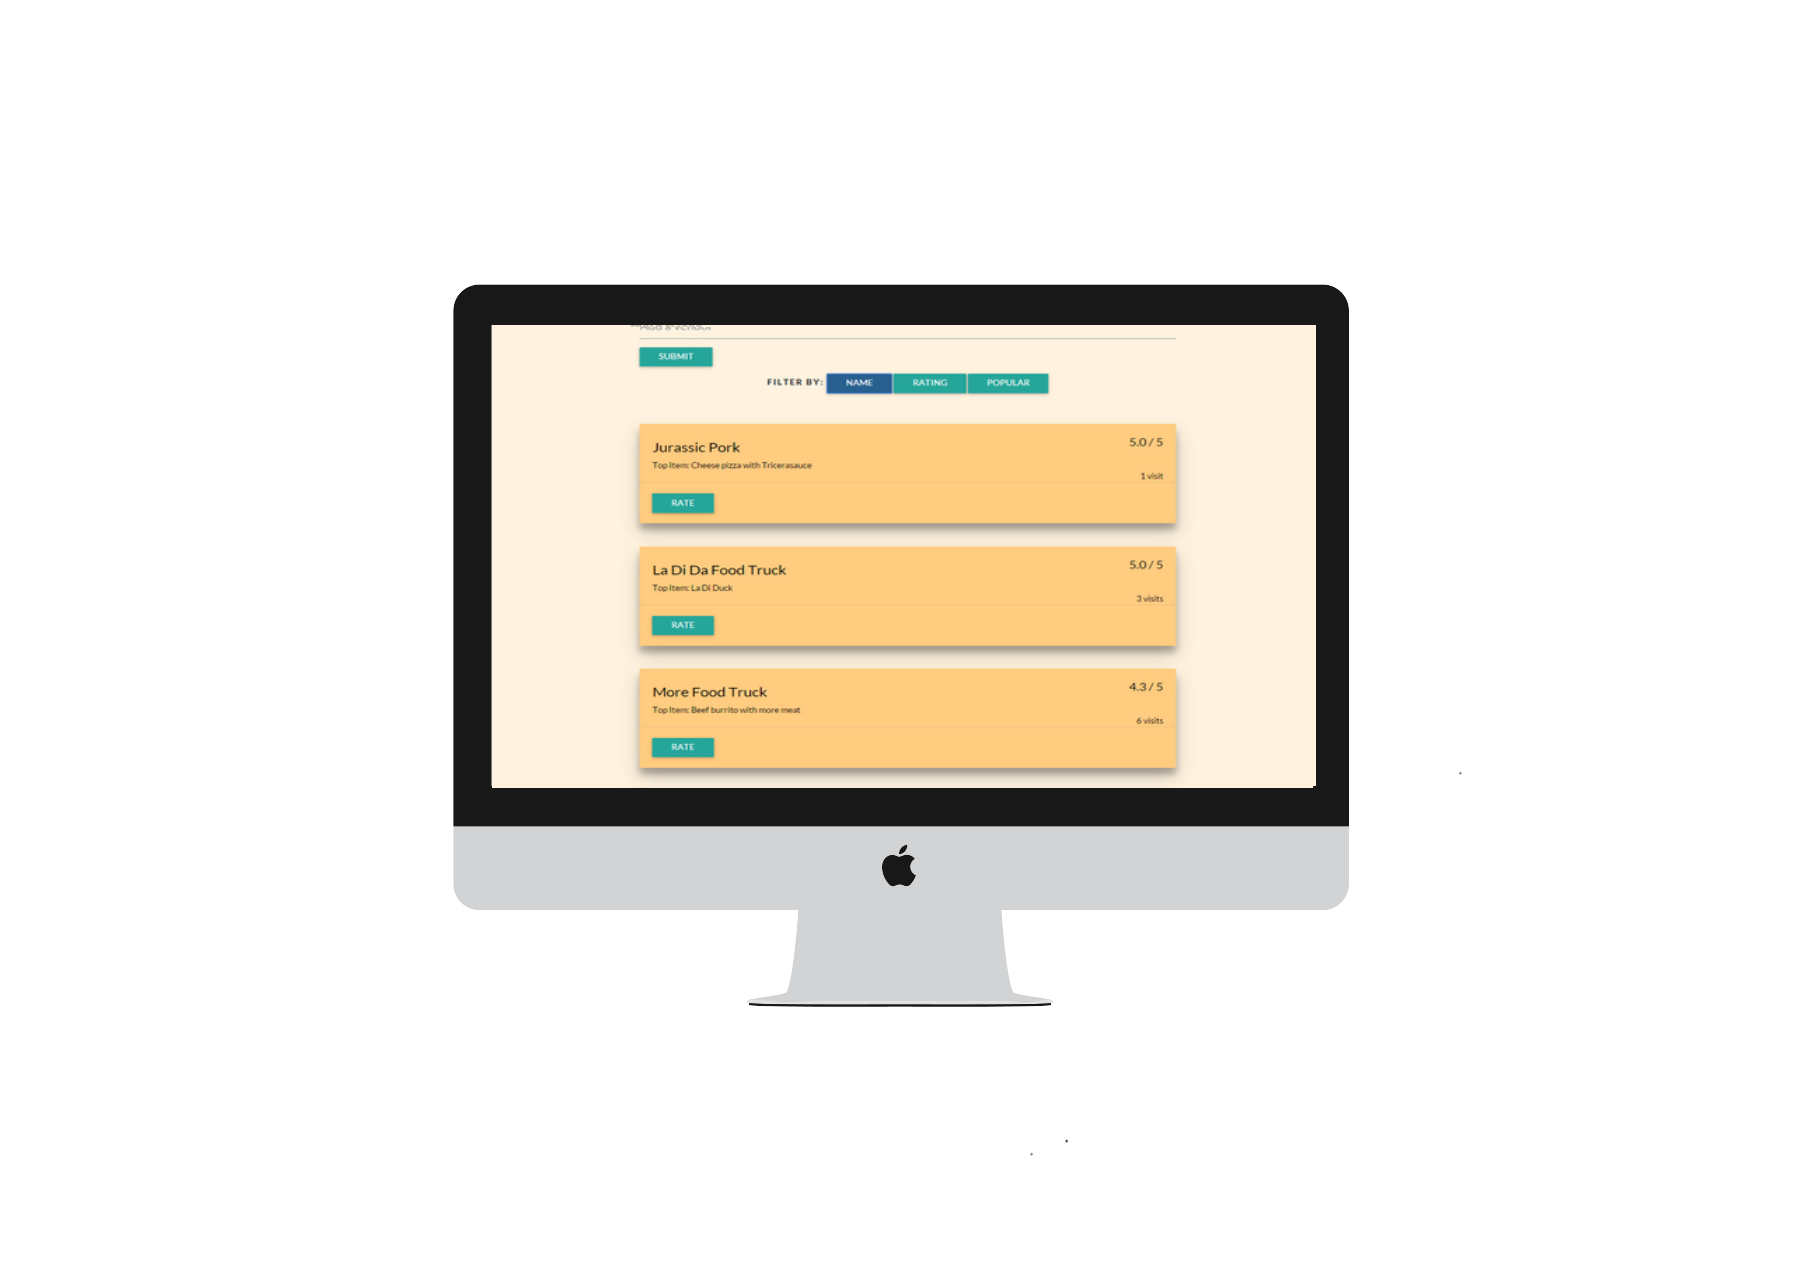 SUBMIT
FILTER BY: NAME RATING POPULAR
Jurassic Pork 5.0 / 5
Top Item: Cheese pizza with Tricerasauce
1 visit
RATE
La Di Da Food Truck 5.0 / 5
Top Item: La Di Duck
3 visits
RATE
More Food Truck 4.3 / 5
Top Item: Beef burrito with more meat
6 visits
RATE